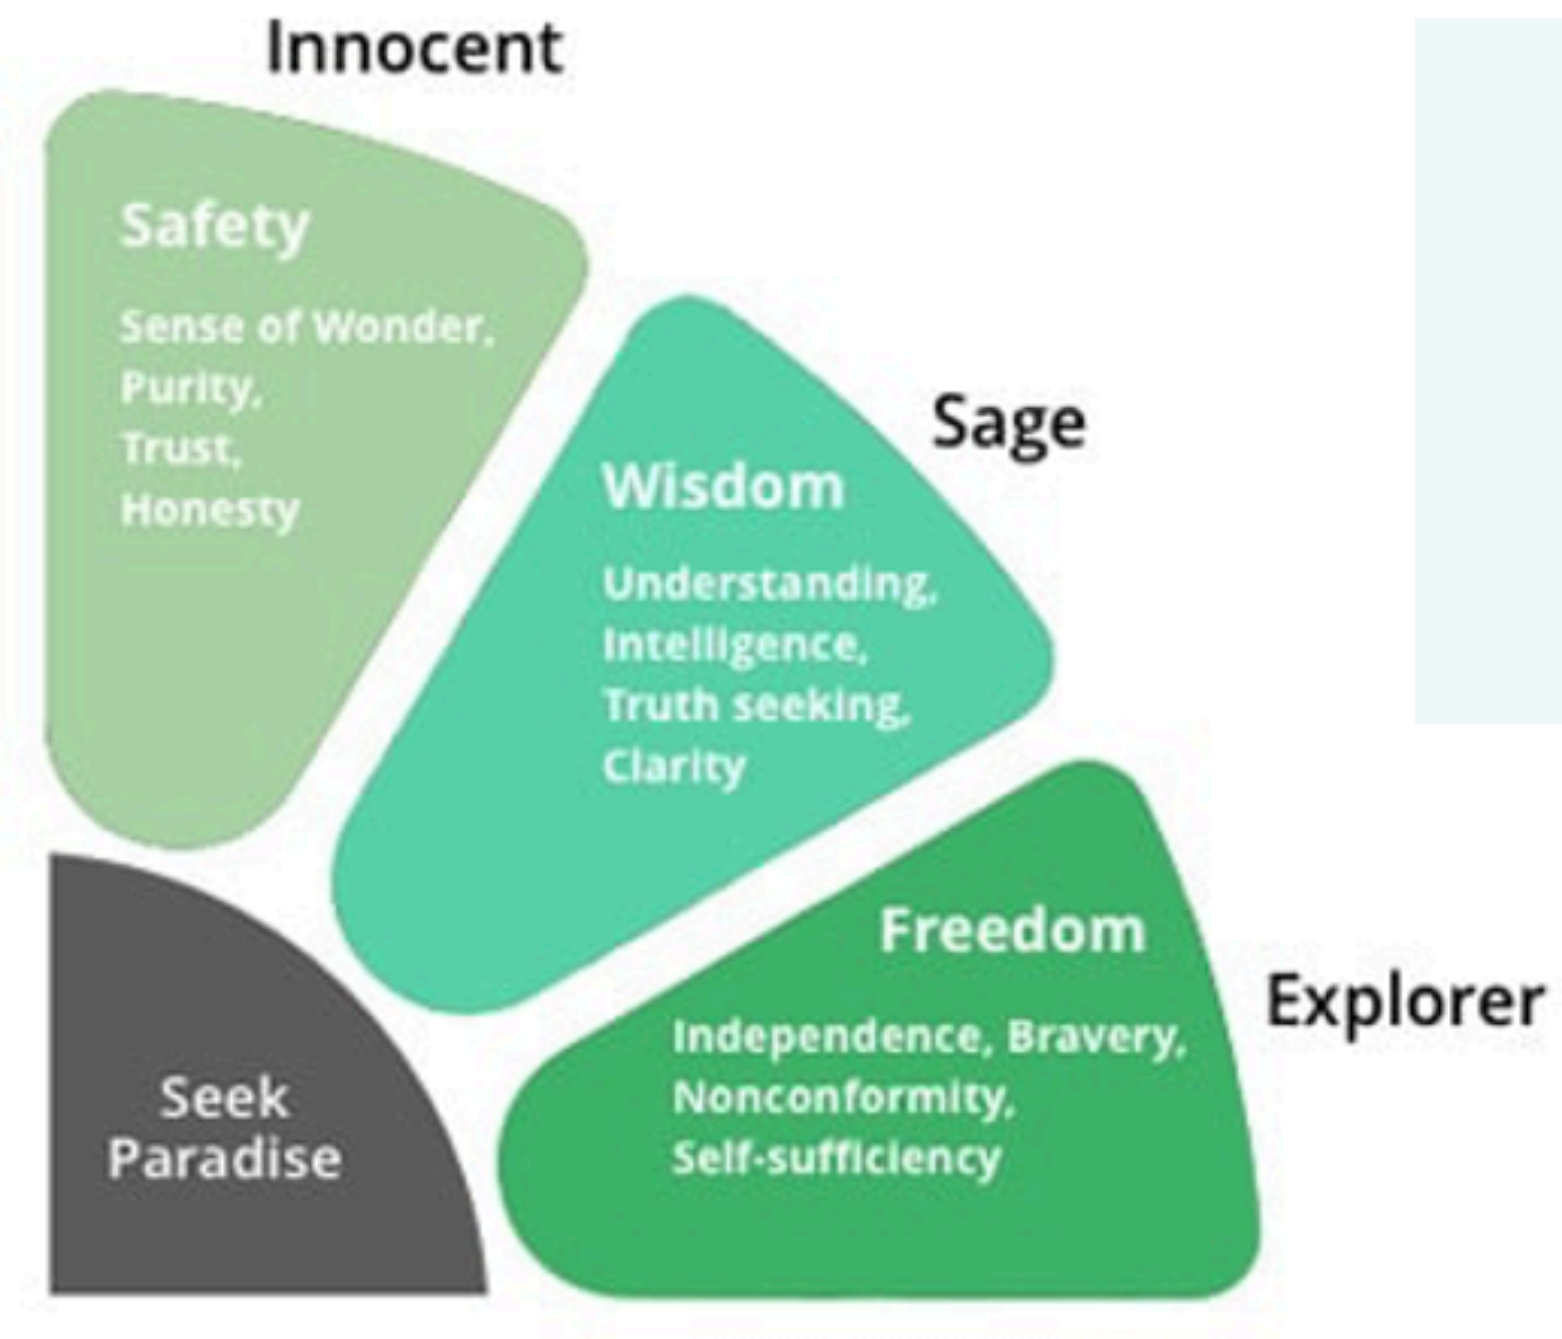 Innocent
Safety
Sense of Wonder,
Purity,
Trust,
Honesty
Sage
Wisdom
Understanding,
Intelligence,
Truth seeking,
Clarity
Explorer
Freedom
Independence, Bravery,
Nonconformity,
Self-sufficiency
Seek
Paradise